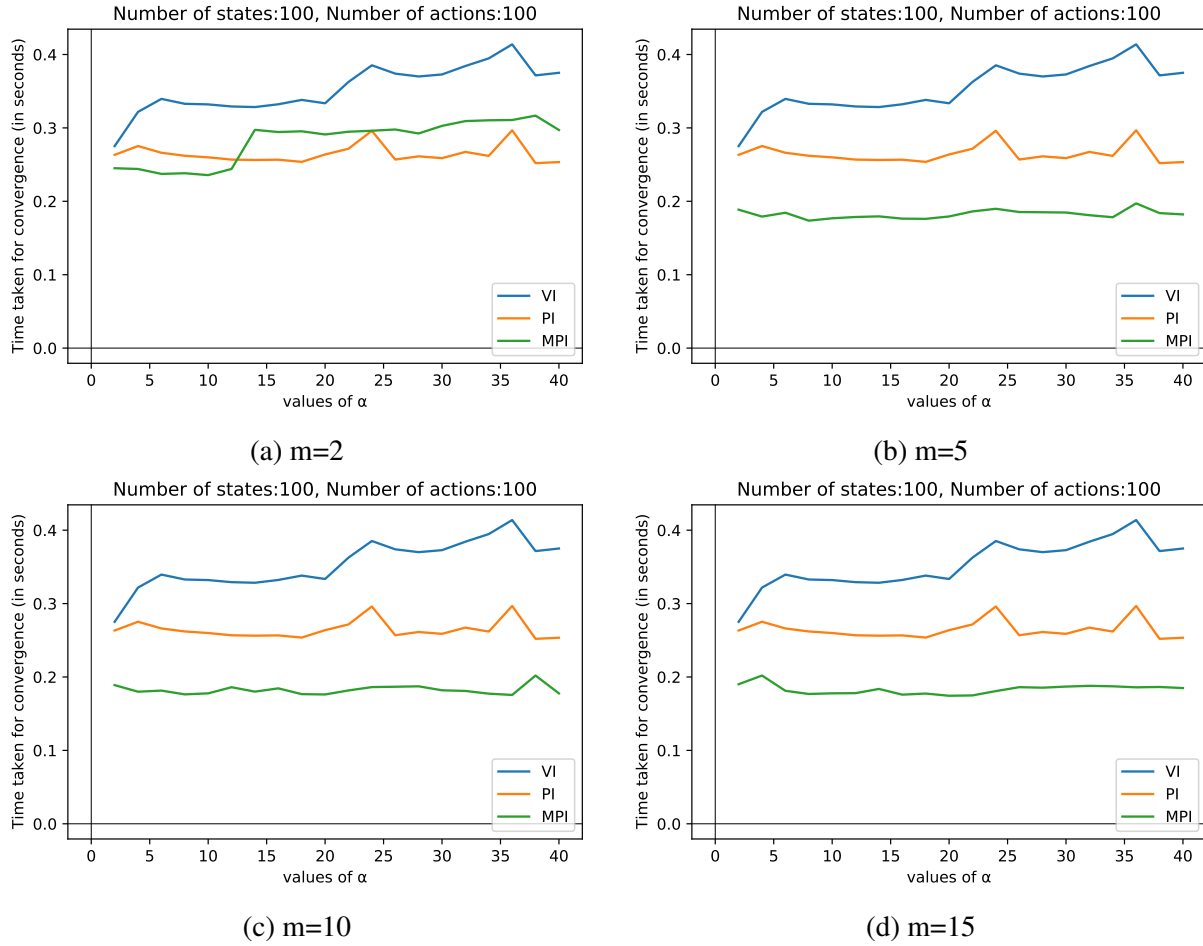 Number of states:100, Number of actions:100
Time taken for convergence (in seconds)
0.4
0.3
0.2
0.1
0.0
VI
PI
MPI
0 5 10 15 20 25 30 35 40
values of α
(a) m=2
Number of states:100, Number of actions:100
Time taken for convergence (in seconds)
0.4
0.3
0.2
0.1
0.0
VI
PI
MPI
0 5 10 15 20 25 30 35 40
values of α
(b) m=5
Number of states:100, Number of actions:100
Time taken for convergence (in seconds)
0.4
0.3
0.2
0.1
0.0
VI
PI
MPI
0 5 10 15 20 25 30 35 40
values of α
(c) m=10
Number of states:100, Number of actions:100
Time taken for convergence (in seconds)
0.4
0.3
0.2
0.1
0.0
VI
PI
MPI
0 5 10 15 20 25 30 35 40
values of α
(d) m=15